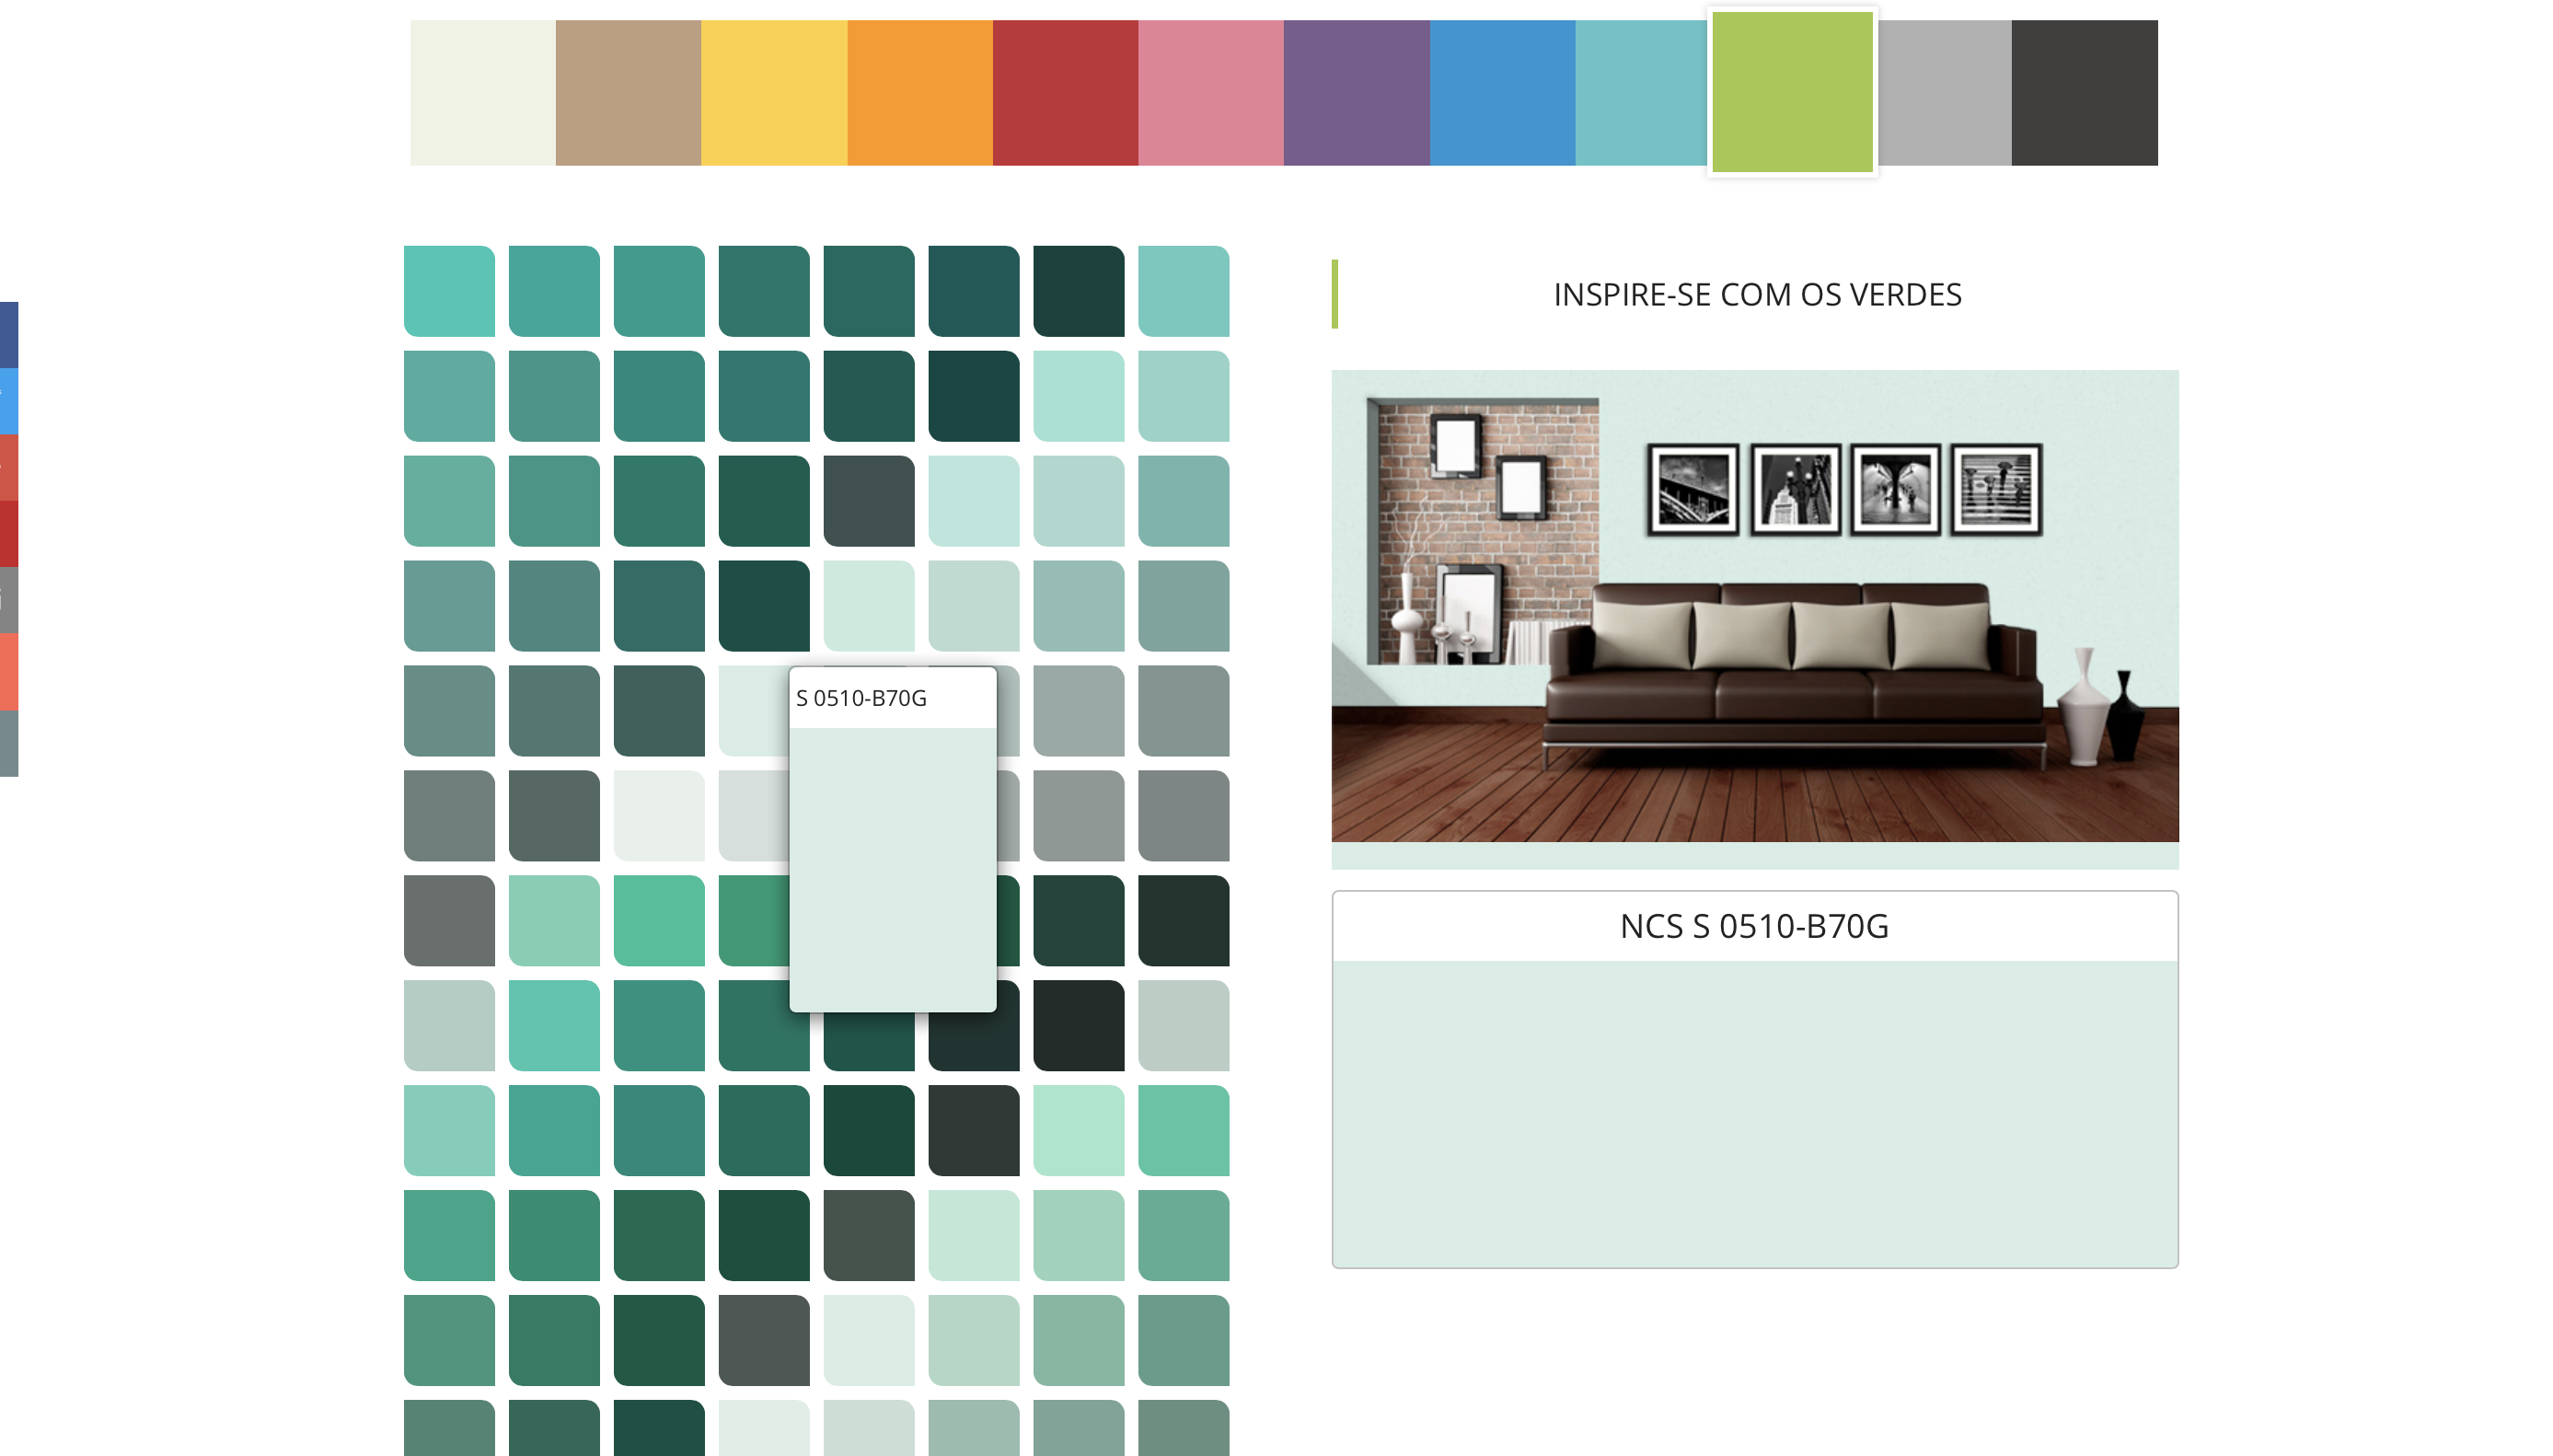 INSPIRE-SE COM OS VERDES
S 0510-B70G
NCS S 0510-B70G